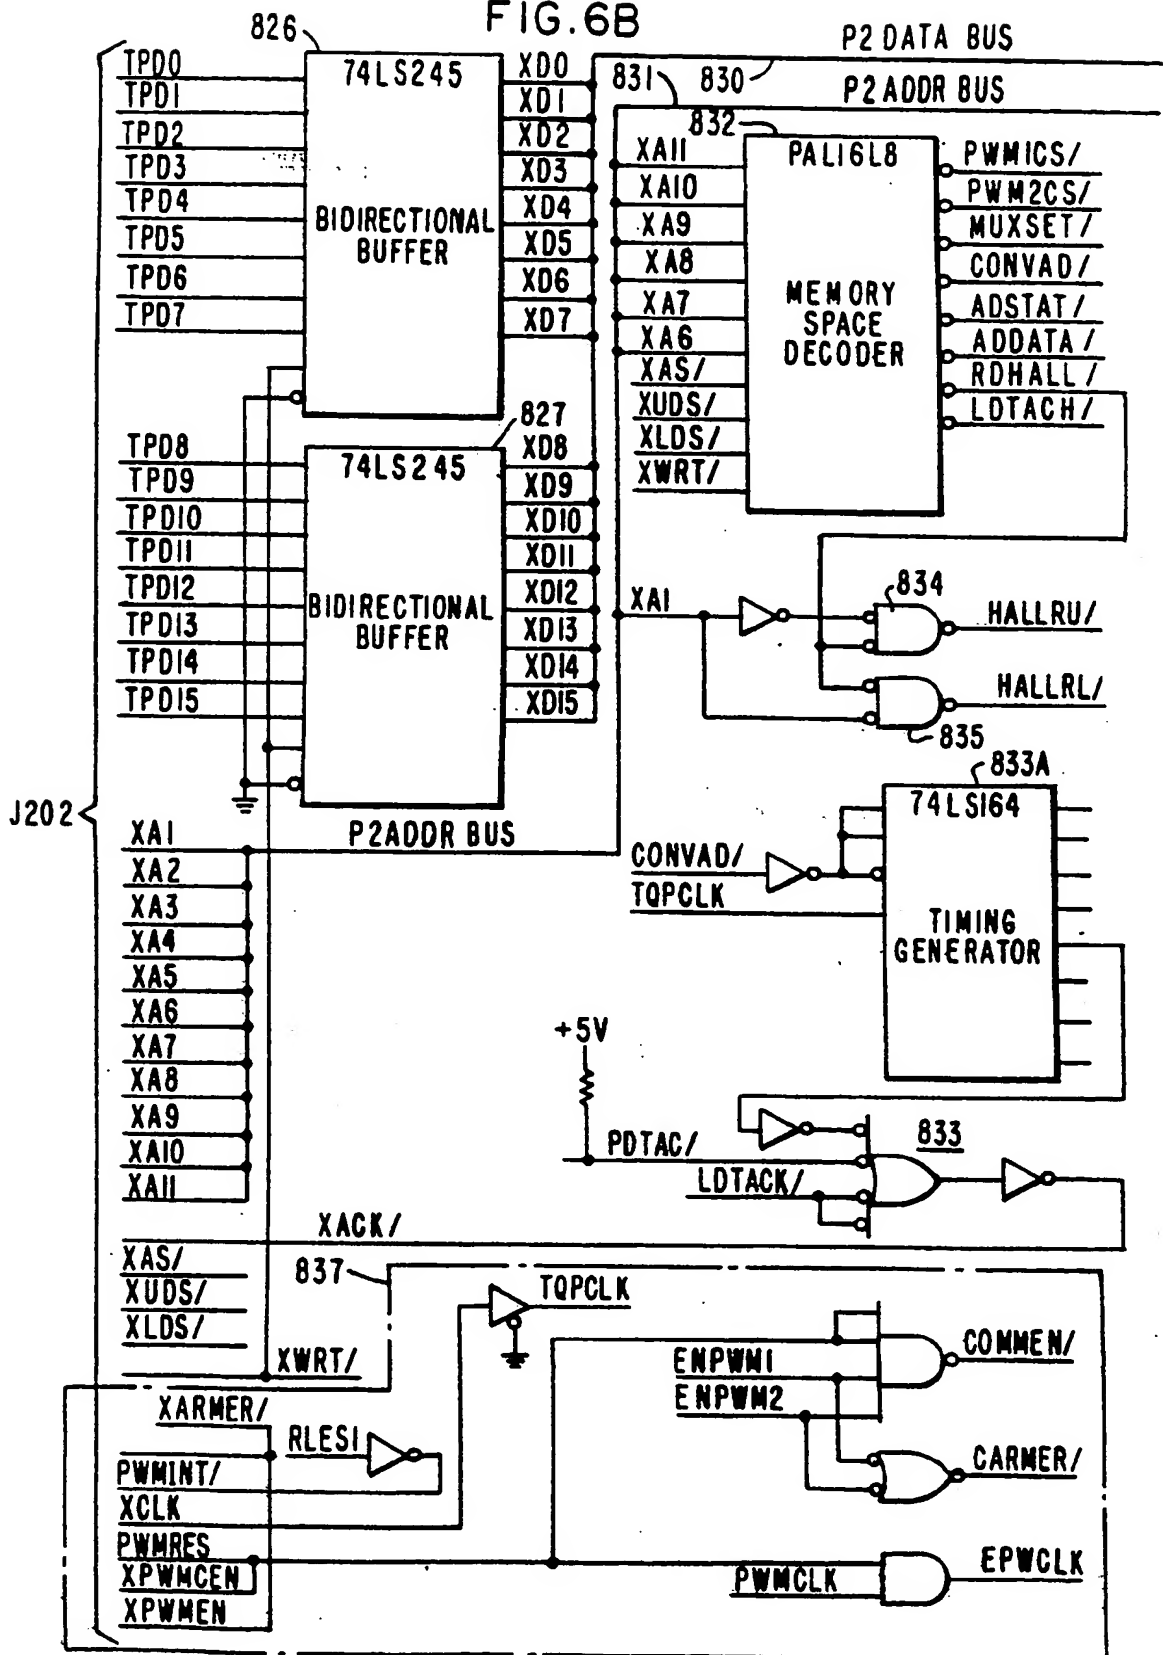 FIG.6B
826
74LS245
BIDIRECTIONAL
BUFFER
TPD0
TPD1
TPD2
TPD3
TPD4
TPD5
TPD6
TPD7
XD0
XD1
XD2
XD3
XD4
XD5
XD6
XD7
P2 DATA BUS
830
831
P2 ADDR BUS
832
PAL16L8
MEMORY
SPACE
DECODER
XA11
XA10
XA9
XA8
XA7
XA6
XAS/
XUDS/
XLDS/
XWRT/
PWM1CS/
PWM2CS/
MUXSET/
CONVAD/
ADSTAT/
ADDATA/
RDHALL/
LDTACH/
827
74LS245
BIDIRECTIONAL
BUFFER
TPD8
TPD9
TPD10
TPD11
TPD12
TPD13
TPD14
TPD15
XD8
XD9
XD10
XD11
XD12
XD13
XD14
XD15
XA1
834
HALLRU/
HALLRL/
835
J202
P2ADDR BUS
XA1
XA2
XA3
XA4
XA5
XA6
XA7
XA8
XA9
XA10
XA11
833A
74LS164
TIMING
GENERATOR
CONVAD/
TQPCLK
+5V
PDTAC/
LDTACK/
833
XACK/
XAS/
XUDS/
XLDS/
XWRT/
837
TQPCLK
ENPWM1
ENPWM2
COMMEN/
CARMER/
XARMER/
RLES1
PWMINT/
XCLK
PWMRES
XPWMCEN
XPWMEN
PWMCLK
EPWCLK